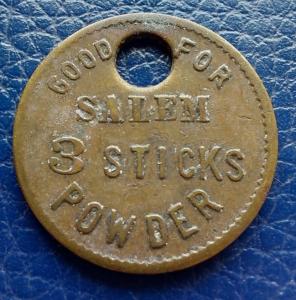 GOOD FOR
SALEM
3 STICKS
POWDER